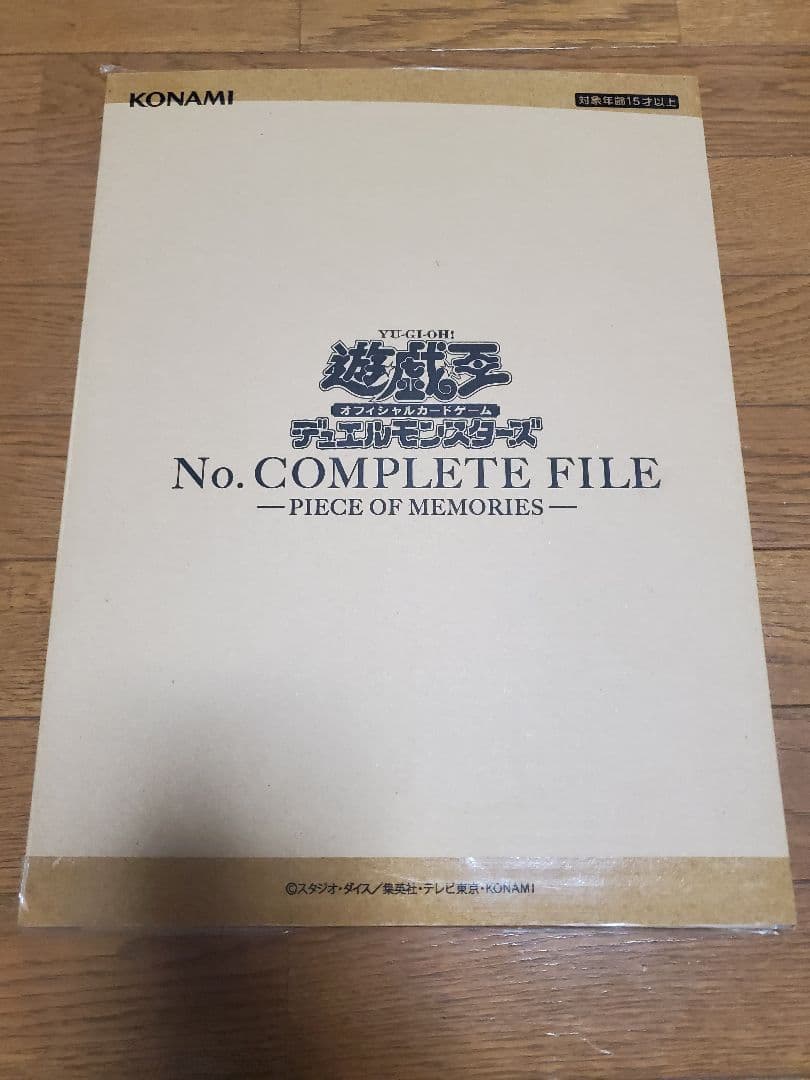 KONAMI
対象年齢15才以上
YU-GI-OH!
遊戯王
オフィシャルカードゲーム
デュエルモンスターズ
No. COMPLETE FILE
—PIECE OF MEMORIES—
©スタジオ・ダイス/集英社・テレビ東京・KONAMI